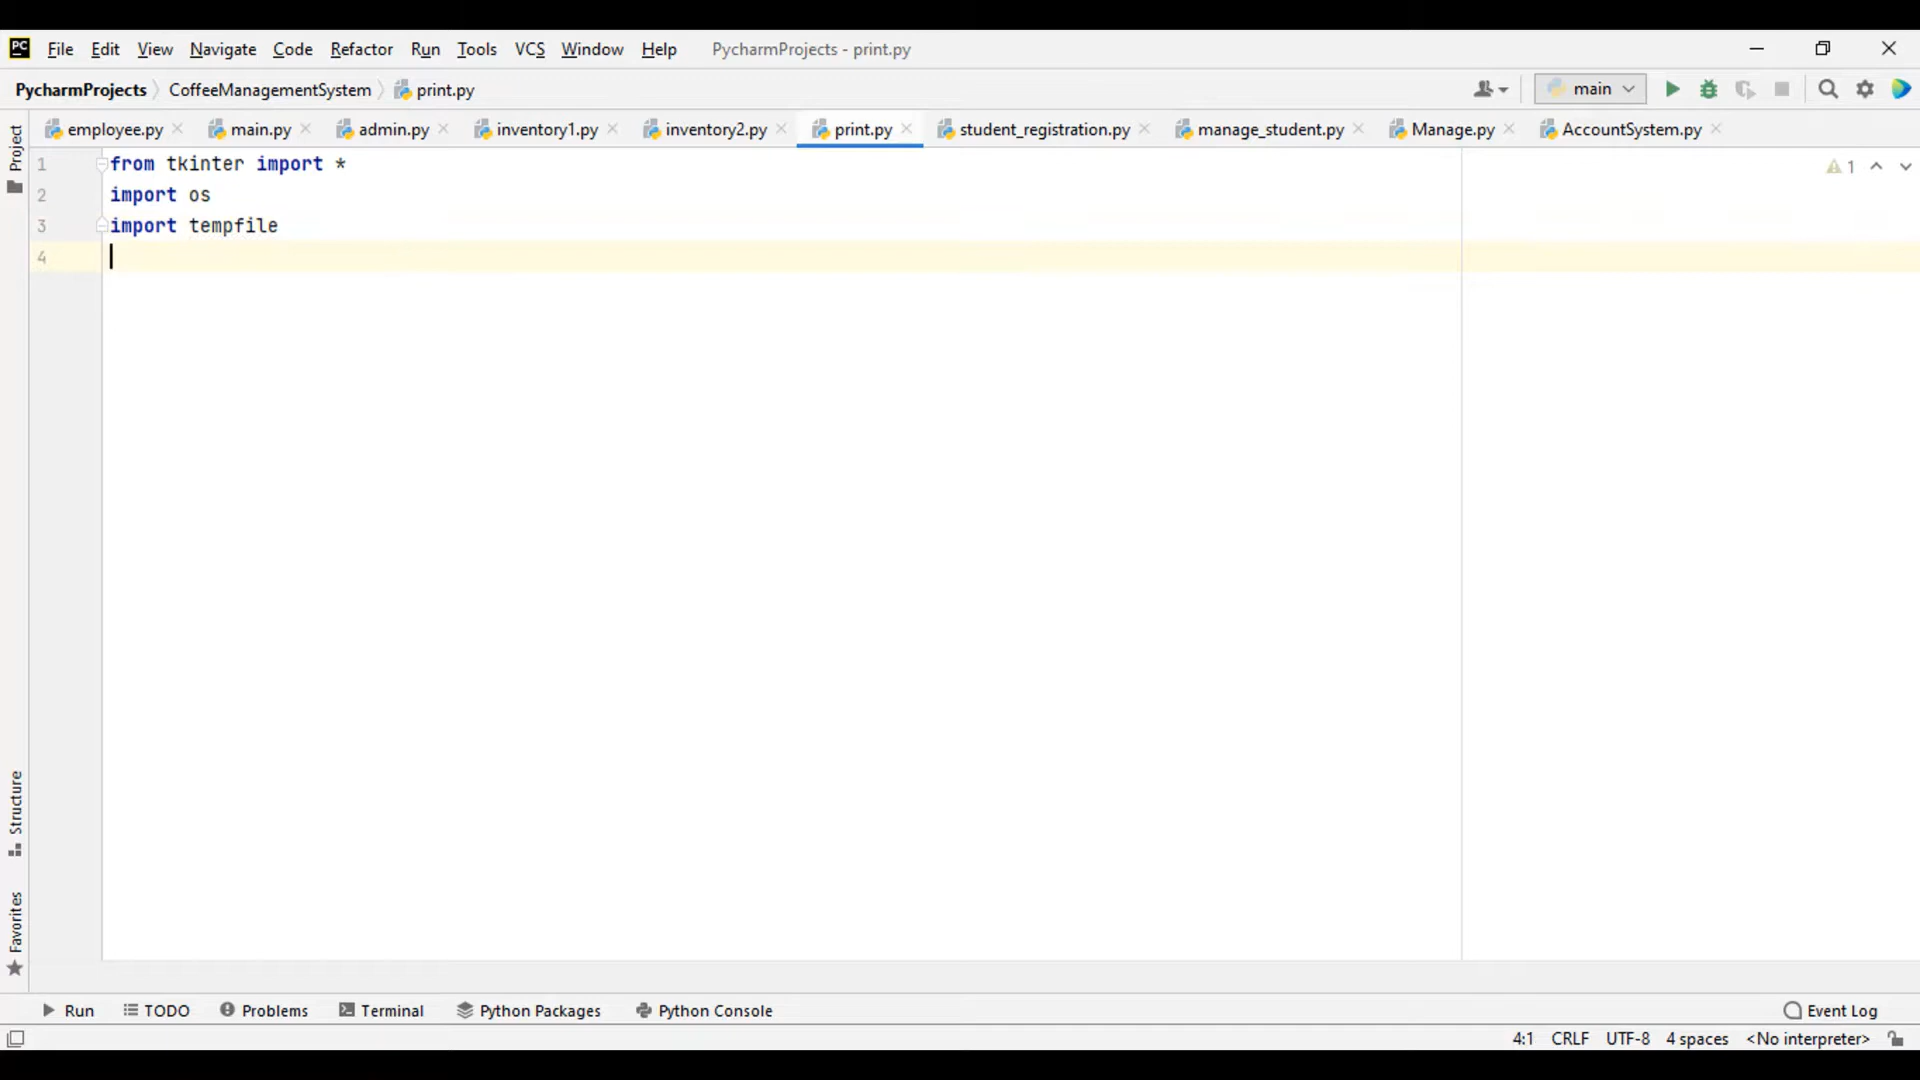 PC File Edit View Navigate Code Refactor Run Tools VCS Window Help PycharmProjects - print.py
PycharmProjects CoffeeManagementSystem print.py main
employee.py main.py admin.py inventory1.py inventory2.py print.py student_registration.py manage_student.py Manage.py AccountSystem.py
Project
1 from tkinter import * 1
2 import os
3 import tempfile
4
Structure
Favorites
Run TODO Problems Terminal Python Packages Python Console Event Log
4:1 CRLF UTF-8 4 spaces <No interpreter>